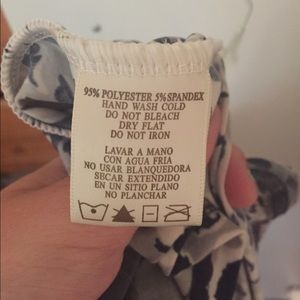 95% POLYESTER 5% SPANDEX
HAND WASH COLD
DO NOT BLEACH
DRY FLAT
DO NOT IRON
LAVAR A MANO
CON AGUA FRIA
NO USAR BLANQUEDORA
SECAR EXTENDIDO
EN UN SITIO PLANO
NO PLANCHAR